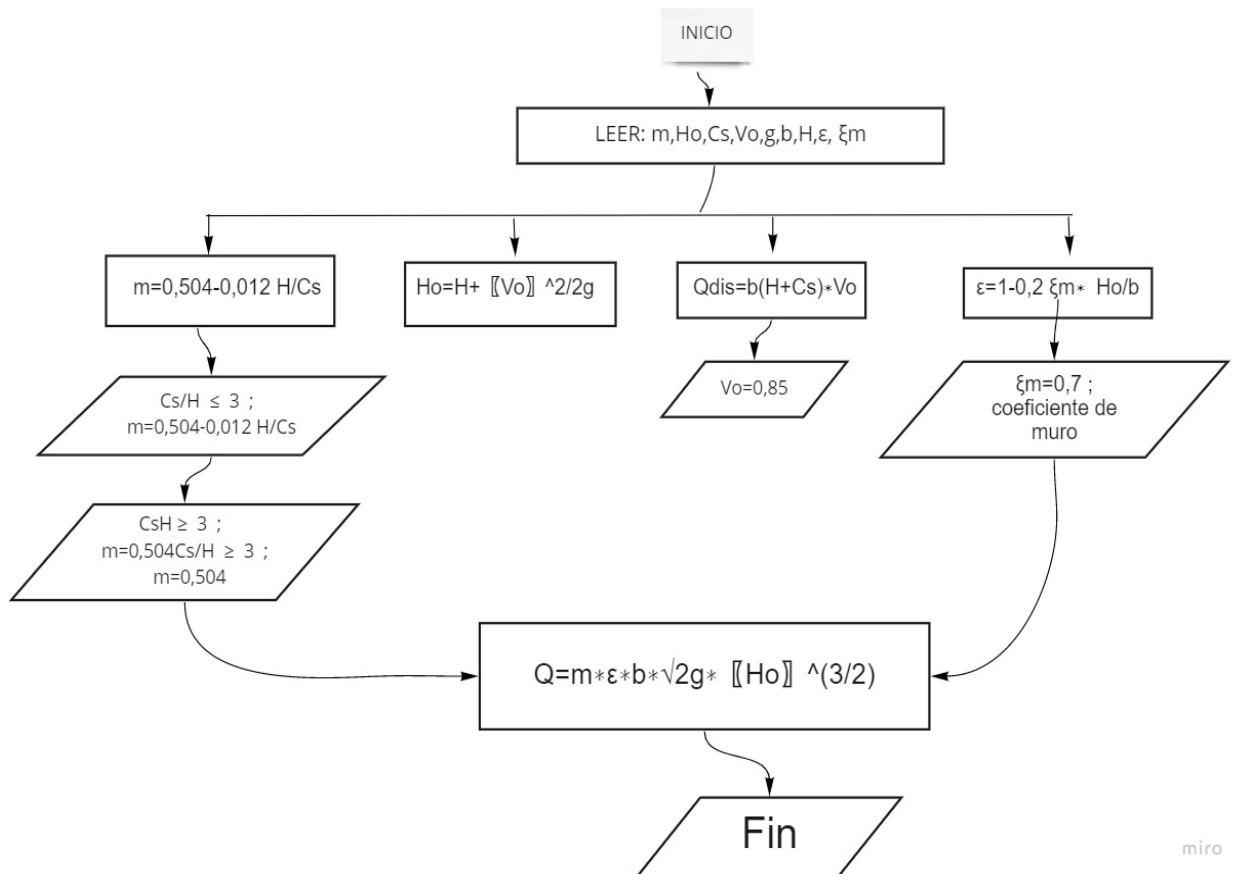 INICIO
LEER: m,Ho,Cs,Vo,g,b,H,ε, ξm
m=0,504-0,012 H/Cs
Ho=H+ 〖Vo〗 ^2/2g
Qdis=b(H+Cs)*Vo
ε=1-0,2 ξm* Ho/b
Cs/H ≤ 3 ;
m=0,504-0,012 H/Cs
Vo=0,85
ξm=0,7 ;
coeficiente de
muro
CsH ≥ 3 ;
m=0,504Cs/H ≥ 3 ;
m=0,504
Q=m*ε*b*√2g* 〖Ho〗 ^(3/2)
Fin
miro